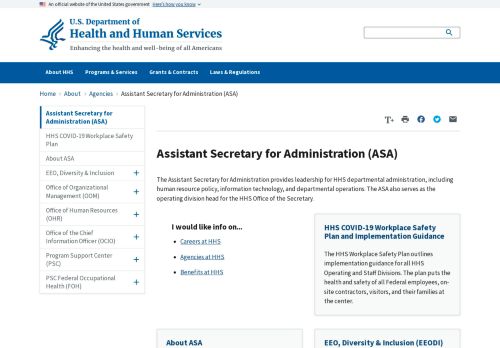 An official website of the United States government Here's how you know
U.S. Department of
Health and Human Services
Enhancing the health and well-being of all Americans
About HHS Programs & Services Grants & Contracts Laws & Regulations
Home › About › Agencies › Assistant Secretary for Administration (ASA)
Assistant Secretary for
Administration (ASA)
HHS COVID-19 Workplace Safety
Plan
About ASA
EEO, Diversity & Inclusion +
Office of Organizational
Management (OOM) +
Office of Human Resources
(OHR) +
Office of the Chief
Information Officer (OCIO) +
Program Support Center
(PSC) +
PSC Federal Occupational
Health (FOH) +
T+
Assistant Secretary for Administration (ASA)
The Assistant Secretary for Administration provides leadership for HHS departmental administration, including
human resource policy, information technology, and departmental operations. The ASA also serves as the
operating division head for the HHS Office of the Secretary.
I would like info on...
• Careers at HHS
• Agencies at HHS
• Benefits at HHS
HHS COVID-19 Workplace Safety
Plan and Implementation Guidance
The HHS Workplace Safety Plan outlines
implementation guidance for all HHS
Operating and Staff Divisions. The plan puts the
health and safety of all Federal employees, on-
site contractors, visitors, and their families at
the center.
About ASA
EEO, Diversity & Inclusion (EEODI)